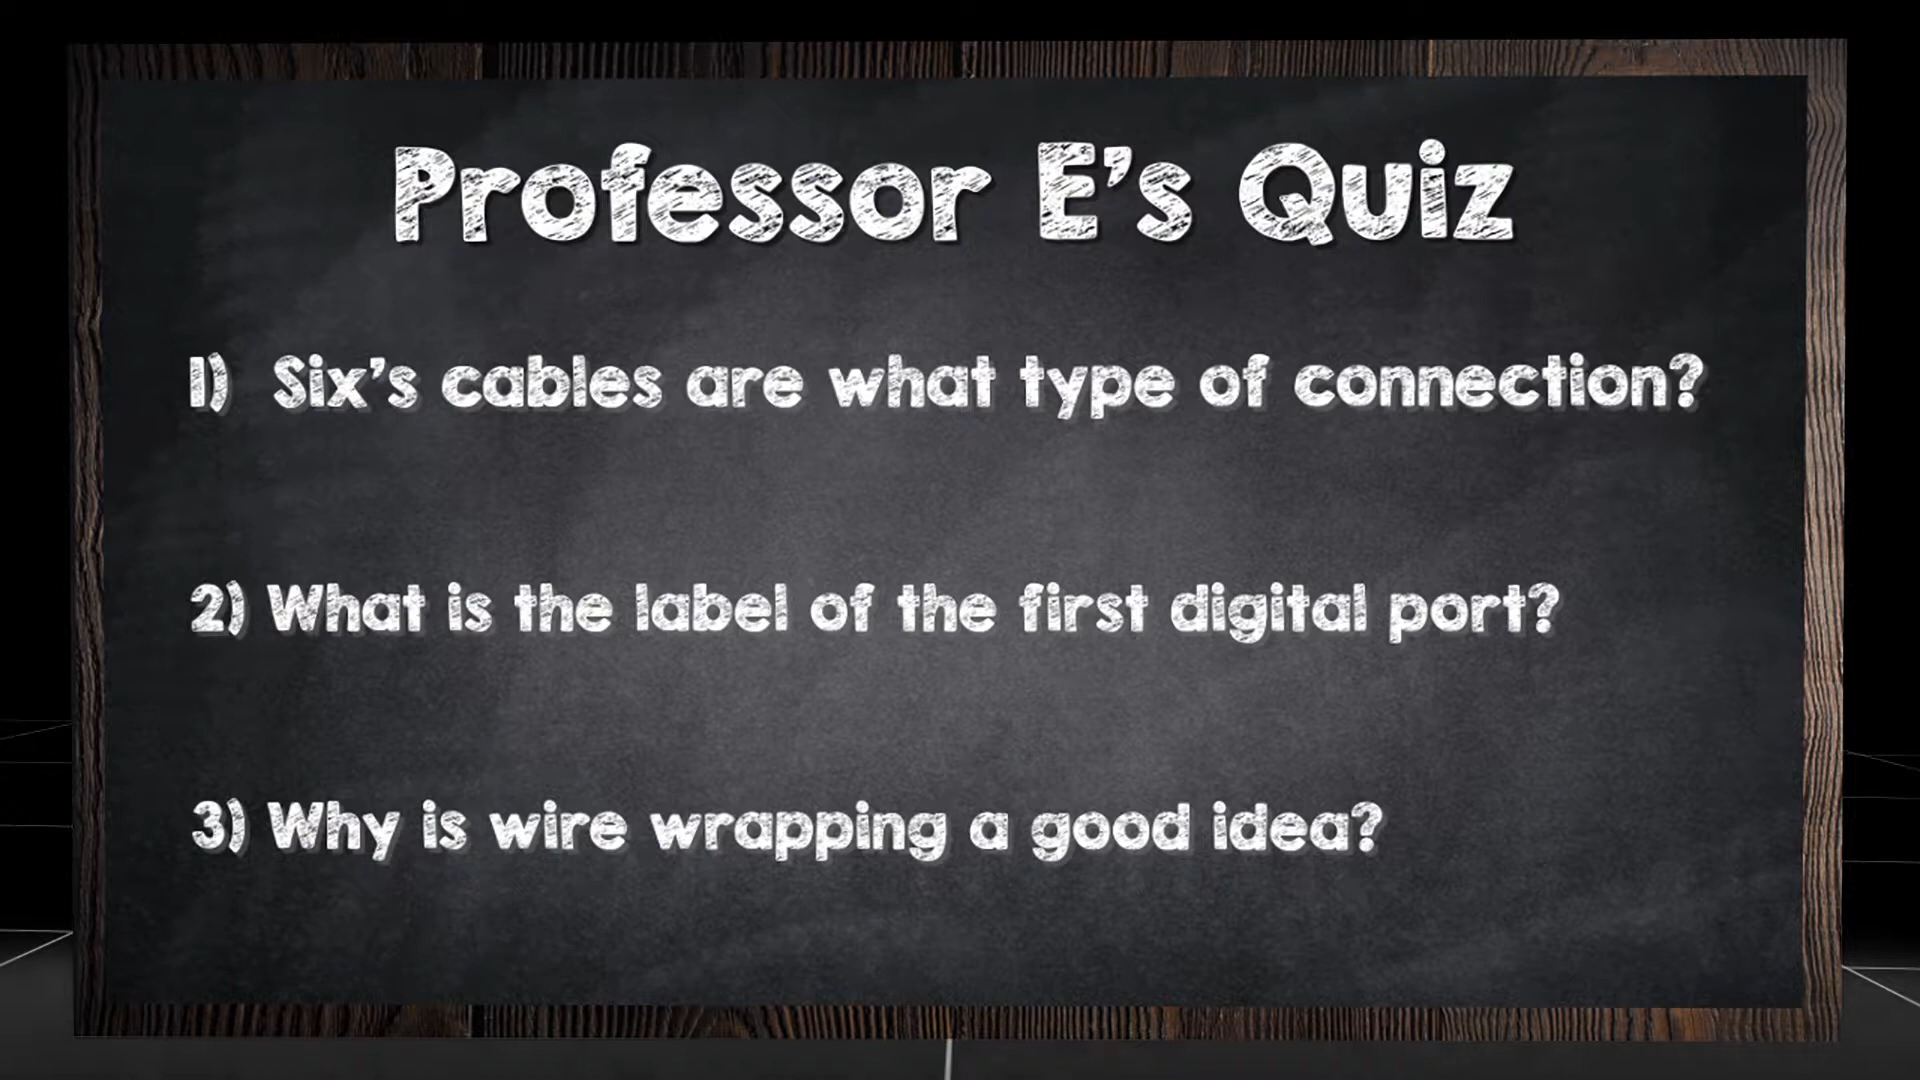 Professor E's Quiz
1) Six's cables are what type of connection?
2) What is the label of the first digital port?
3) Why is wire wrapping a good idea?